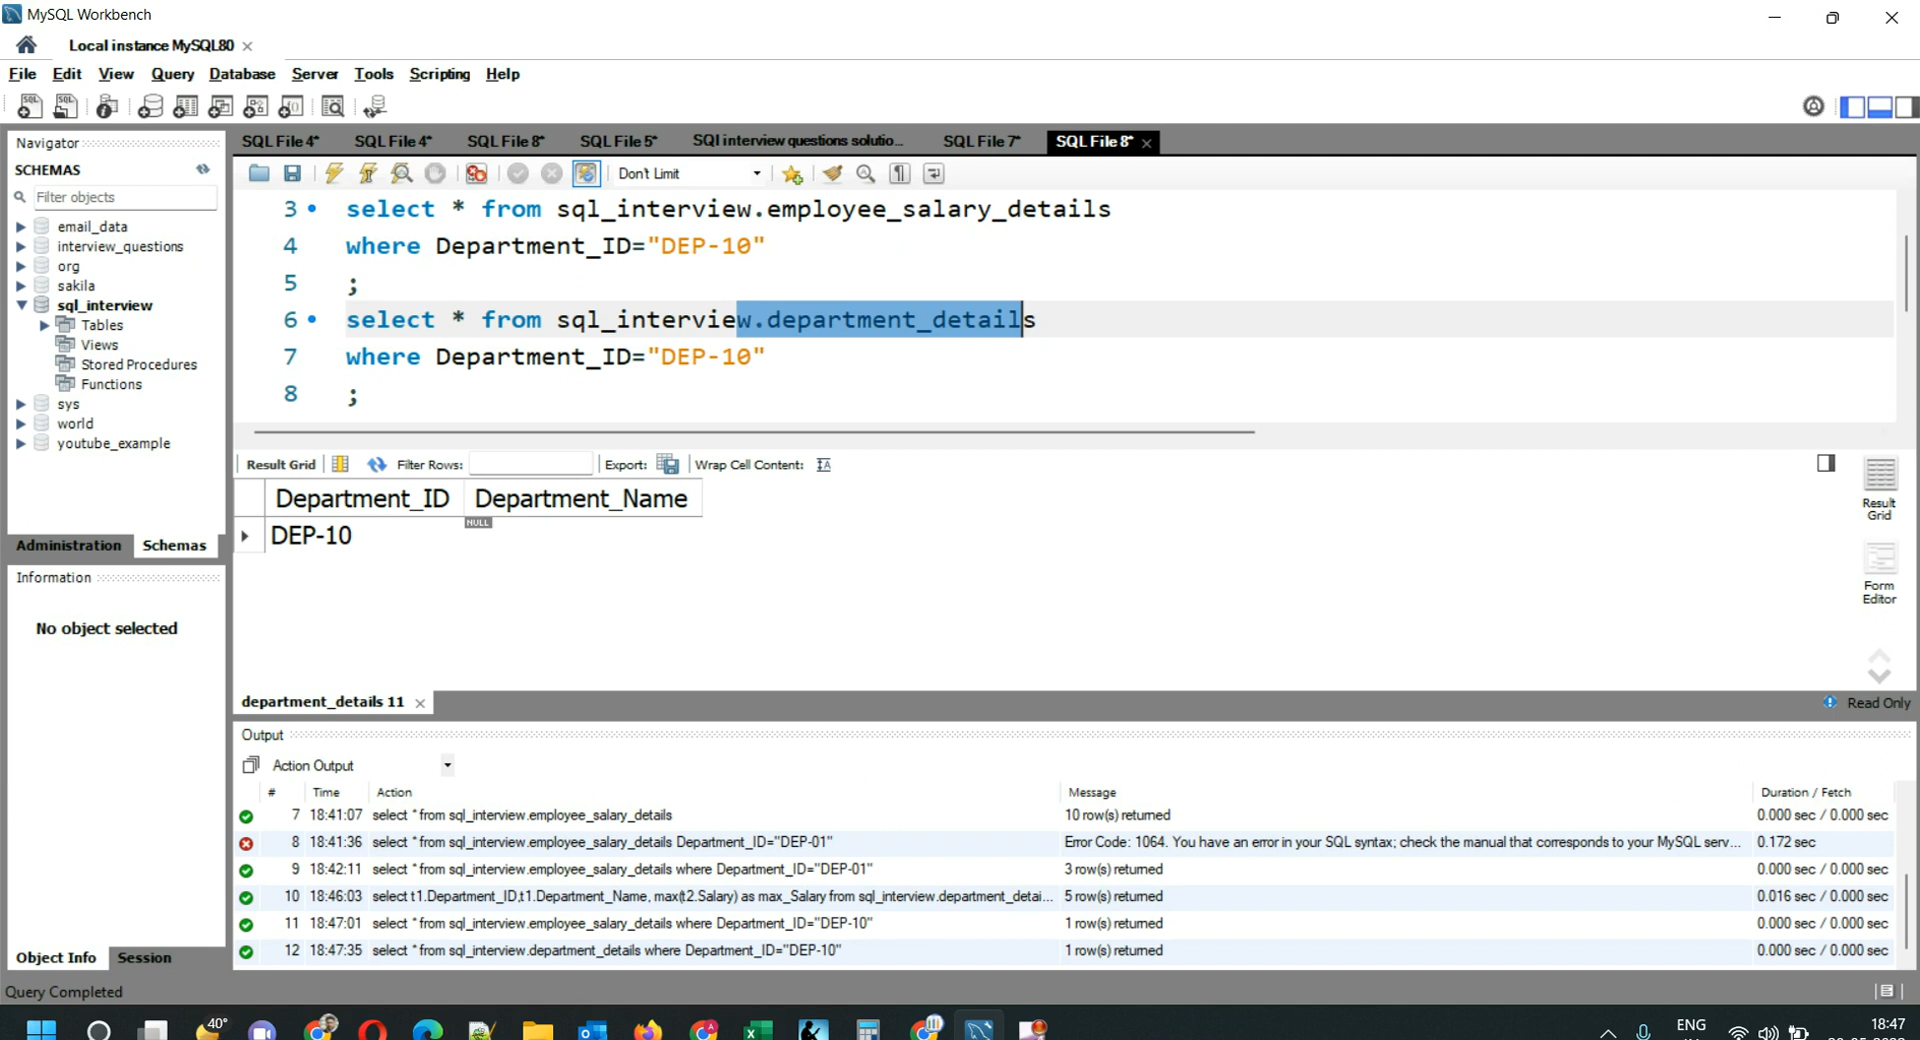 MySQL Workbench
Local instance MySQL80
File Edit View Query Database Server Tools Scripting Help
Navigator
SCHEMAS
Filter objects
email_data
interview_questions
org
sakila
sql_interview
Tables
Views
Stored Procedures
Functions
sys
world
youtube_example
Administration Schemas
Information
No object selected
Object Info Session
SQL File 4* SQL File 4* SQL File 8* SQL File 5* SQl interview questions solutio... SQL File 7* SQL File 8*
Don't Limit
3 select * from sql_interview.employee_salary_details
4 where Department_ID="DEP-10"
5 ;
6 select * from sql_interview.department_details
7 where Department_ID="DEP-10"
8 ;
Result Grid Filter Rows: Export: Wrap Cell Content:
Department_ID Department_Name
DEP-10 NULL
Result
Grid
Form
Editor
department_details 11
Read Only
Output
Action Output
# Time Action Message Duration / Fetch
7 18:41:07 select * from sql_interview.employee_salary_details 10 row(s) returned 0.000 sec / 0.000 sec
8 18:41:36 select * from sql_interview.employee_salary_details Department_ID="DEP-01" Error Code: 1064. You have an error in your SQL syntax; check the manual that corresponds to your MySQL serv... 0.172 sec
9 18:42:11 select * from sql_interview.employee_salary_details where Department_ID="DEP-01" 3 row(s) returned 0.000 sec / 0.000 sec
10 18:46:03 select t1.Department_ID,t1.Department_Name, max(t2.Salary) as max_Salary from sql_interview.department_detai... 5 row(s) returned 0.016 sec / 0.000 sec
11 18:47:01 select * from sql_interview.employee_salary_details where Department_ID="DEP-10" 1 row(s) returned 0.000 sec / 0.000 sec
12 18:47:35 select * from sql_interview.department_details where Department_ID="DEP-10" 1 row(s) returned 0.000 sec / 0.000 sec
Query Completed
40°
ENG
18:47